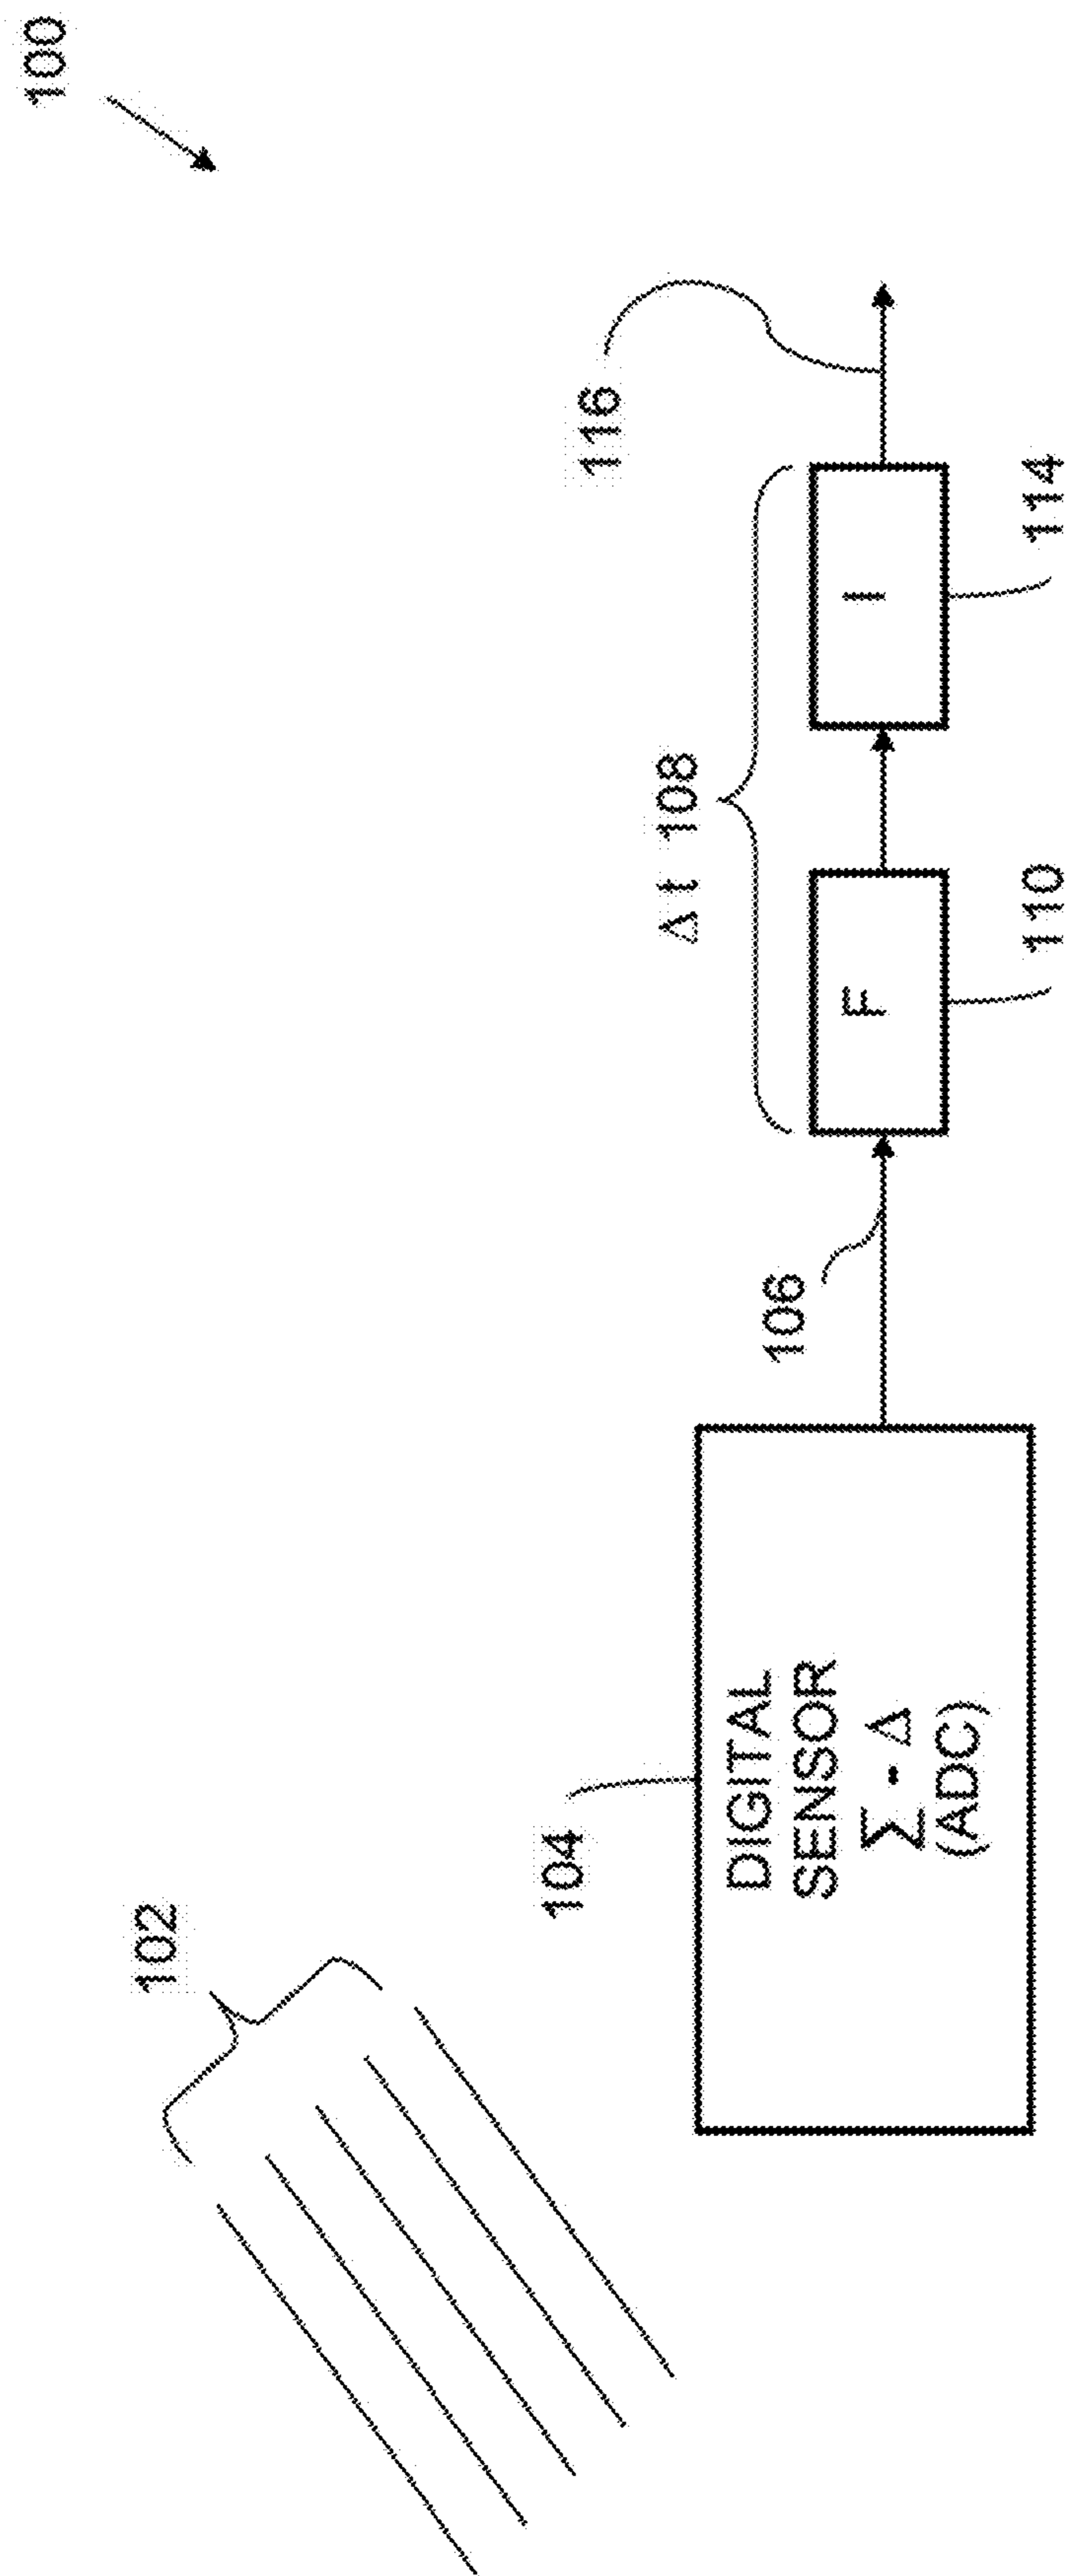 100
102
104
DIGITAL
SENSOR
Σ - Δ
(ADC)
106
Δ t 108
F
110
I
114
116